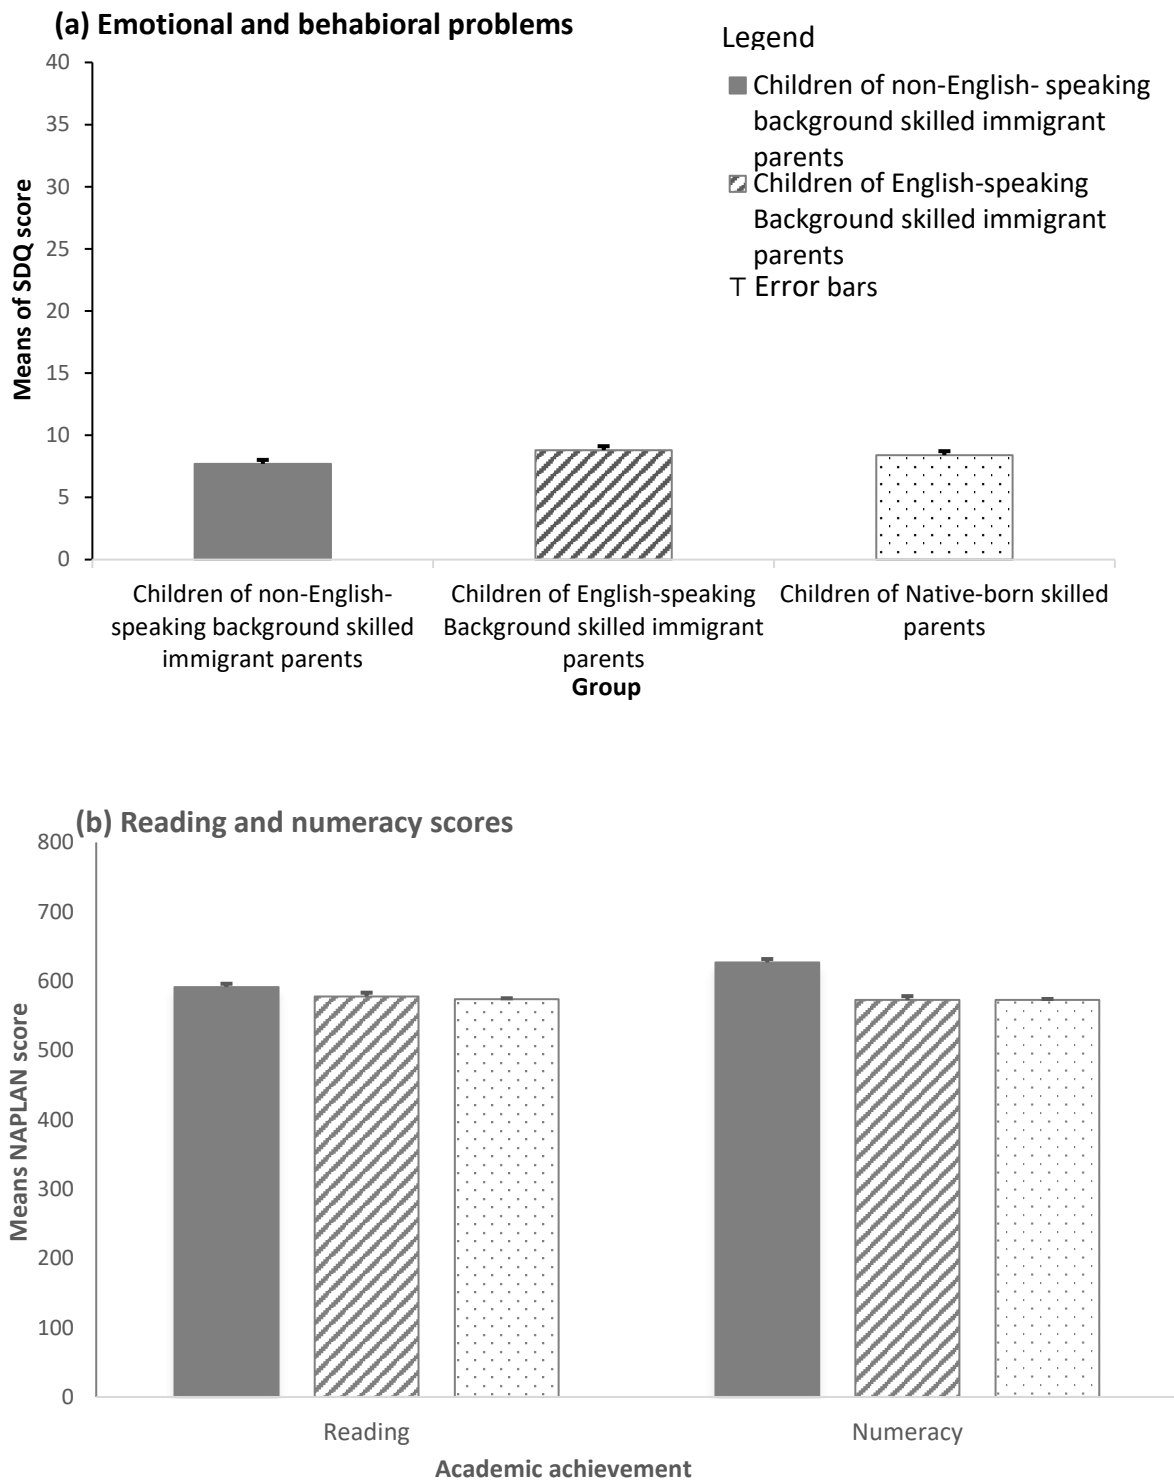 (a) Emotional and behabioral problems
Legend
Children of non-English- speaking
background skilled immigrant
parents
Children of English-speaking
Background skilled immigrant
parents
Error bars
40
35
30
25
20
15
10
5
0
Means of SDQ score
Children of non-English-
speaking background skilled
immigrant parents
Children of English-speaking
Background skilled immigrant
parents
Children of Native-born skilled
parents
Group
(b) Reading and numeracy scores
800
700
600
500
400
300
200
100
0
Means NAPLAN score
Reading
Numeracy
Academic achievement